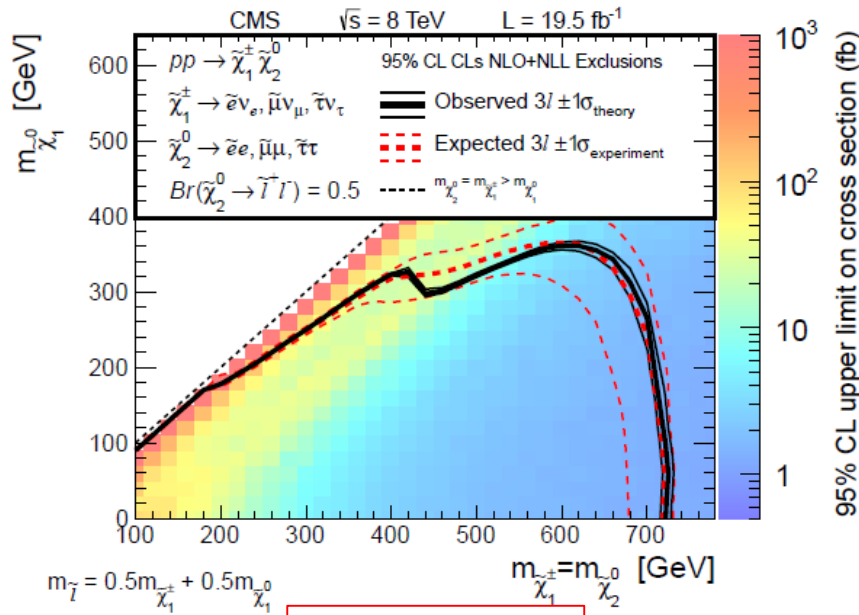 CMS √s = 8 TeV L = 19.5 fb⁻¹
pp → χ̃₁± χ̃₂⁰
χ̃₁± → ẽν_e, μ̃ν_μ, τ̃ν_τ
χ̃₂⁰ → ẽe, μ̃μ, τ̃τ
Br(χ̃₂⁰ → l̃⁺l⁻) = 0.5
95% CL CLs NLO+NLL Exclusions
Observed 3l ±1σ_theory
Expected 3l ±1σ_experiment
m_χ̃₂⁰ = m_χ̃₁± > m_χ̃₁⁰
m_χ̃₁⁰ [GeV]
600
500
400
300
200
100
0
100 200 300 400 500 600 700
m_χ̃₁± = m_χ̃₂⁰ [GeV]
m_l̃ = 0.5m_χ̃₁± + 0.5m_χ̃₁⁰
10³
10²
10
1
95% CL upper limit on cross section (fb)